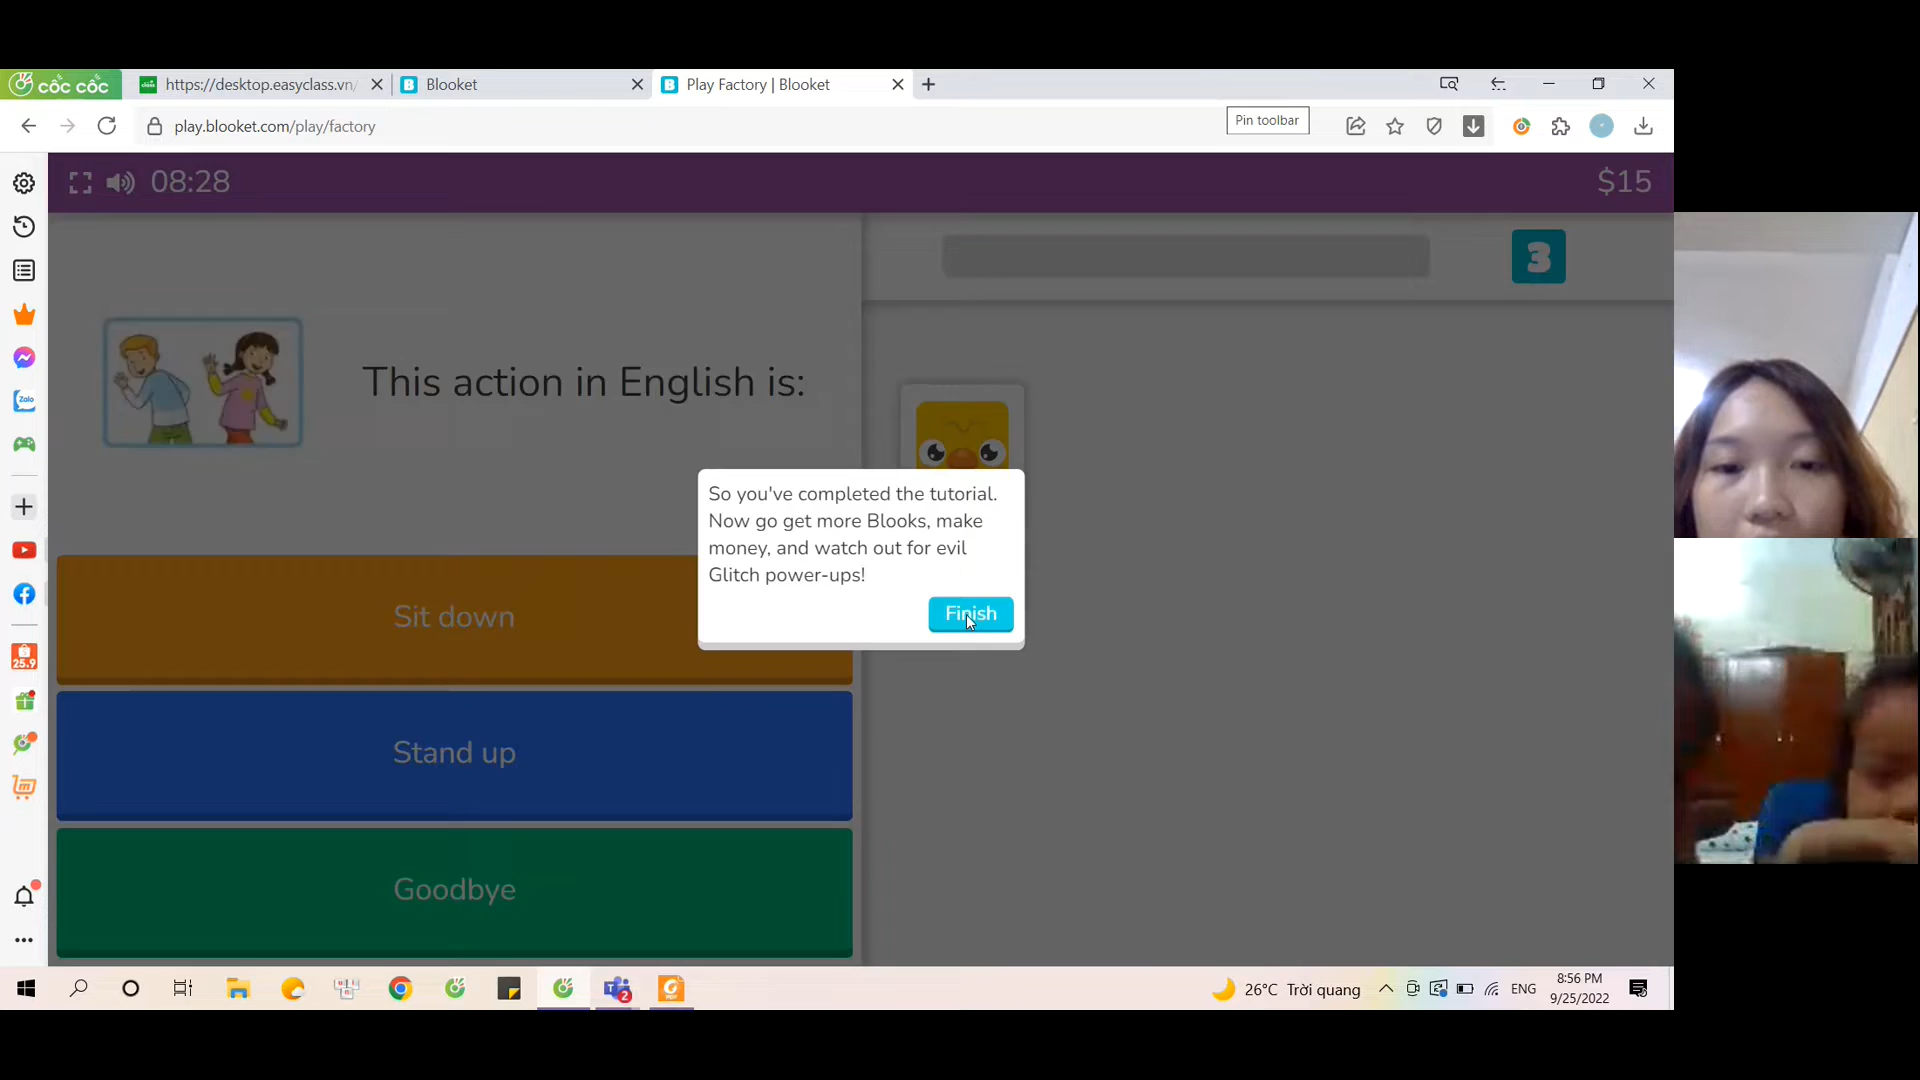 cốc cốc
https://desktop.easyclass.vn/
Blooket
Play Factory | Blooket
play.blooket.com/play/factory
Pin toolbar
08:28
$15
3
This action in English is:
So you've completed the tutorial.
Now go get more Blooks, make
money, and watch out for evil
Glitch power-ups!
Finish
Sit down
Stand up
Goodbye
Zalo
25.9
2
26°C Trời quang
ENG
8:56 PM
9/25/2022